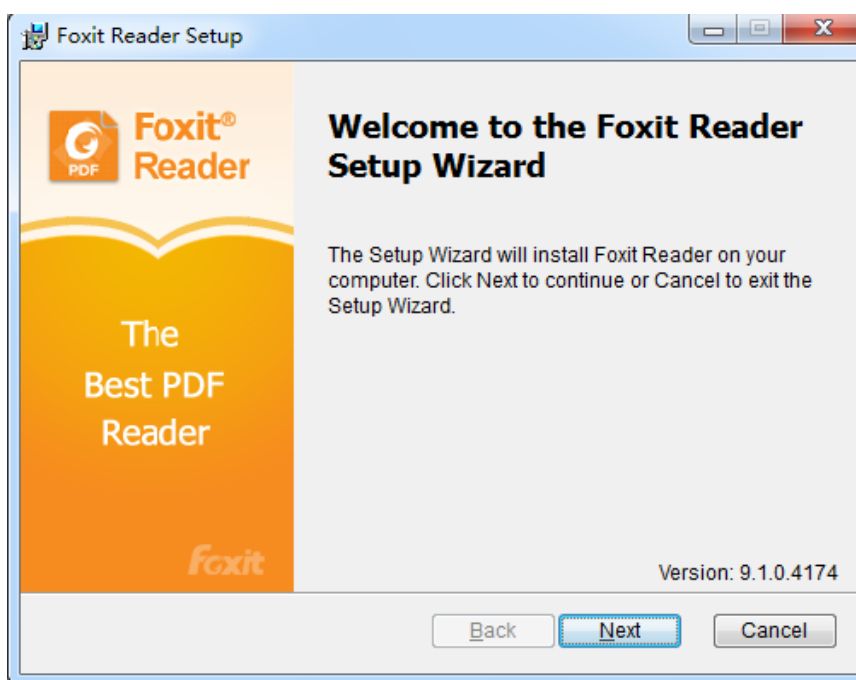 Foxit Reader Setup
X
Foxit®
Reader
PDF
The
Best PDF
Reader
Foxit
Welcome to the Foxit Reader
Setup Wizard
The Setup Wizard will install Foxit Reader on your
computer. Click Next to continue or Cancel to exit the
Setup Wizard.
Version: 9.1.0.4174
Back Next Cancel